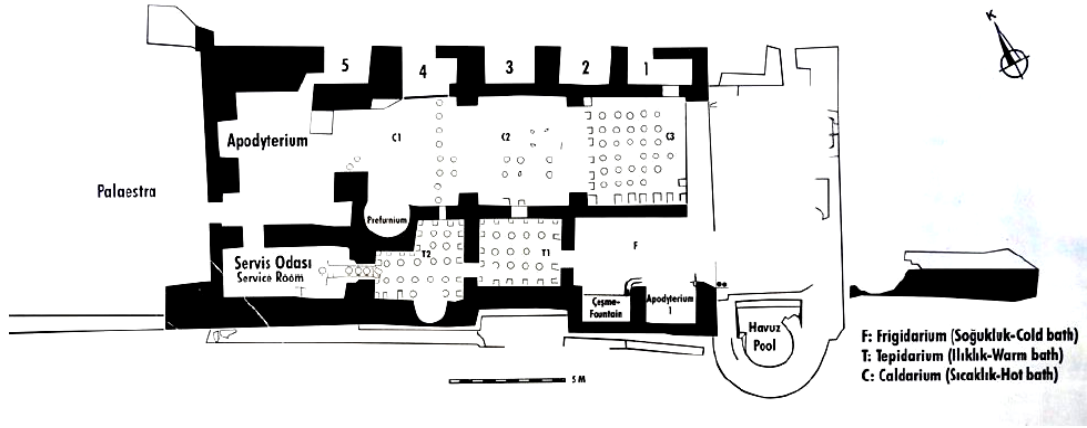 K
5
4
3
2
1
Apodyterium
C1
C2
C3
Palaestra
Prefurnium
Servis Odası
Service Room
T2
T1
F
Çeşme-
Fountain
Apodyterium
1
Havuz
Pool
F: Frigidarium (Soğukluk-Cold bath)
T: Tepidarium (Ilıklık-Warm bath)
C: Caldarium (Sıcaklık-Hot bath)
5 M